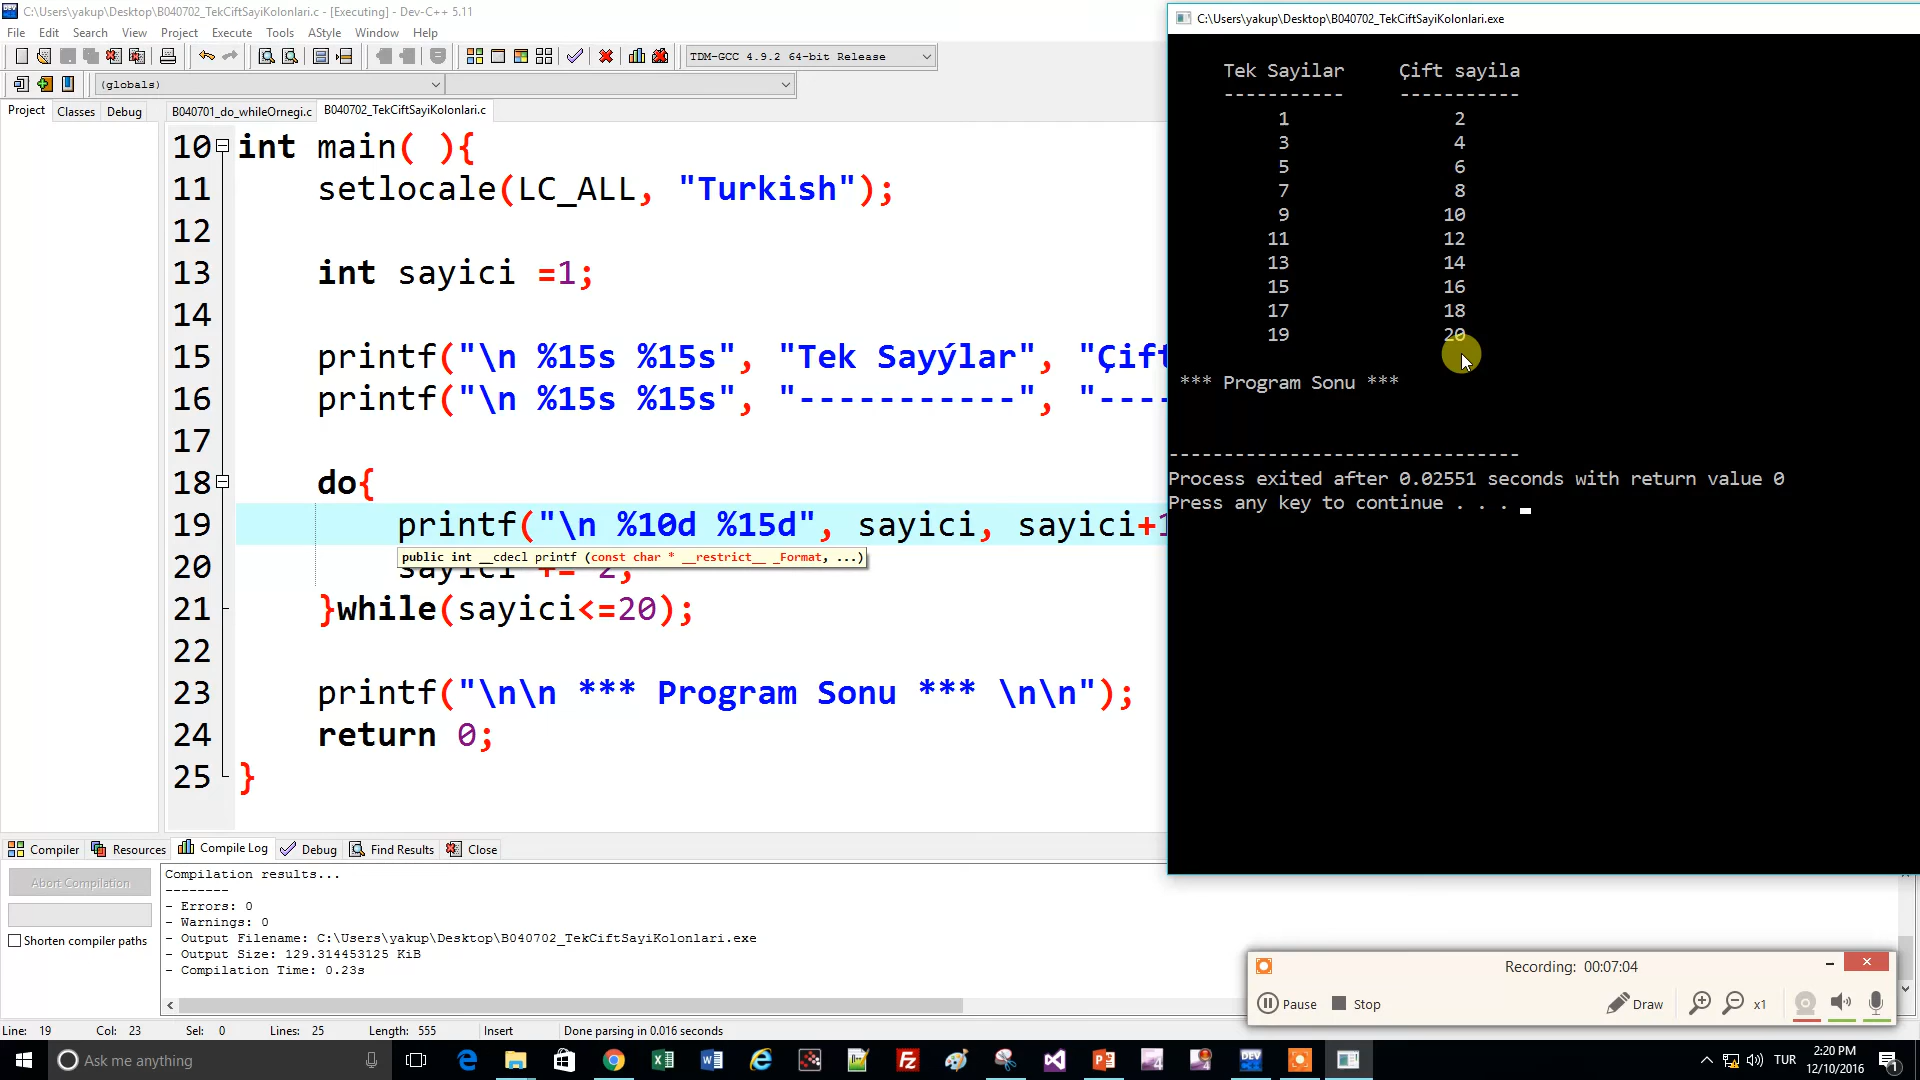 C:\Users\yakup\Desktop\B040702_TekCiftSayiKolonlari.c - [Executing] - Dev-C++ 5.11
File Edit Search View Project Execute Tools AStyle Window Help
TDM-GCC 4.9.2 64-bit Release
(globals)
Project Classes Debug
B040701_do_whileOrnegi.c B040702_TekCiftSayiKolonlari.c
10 int main( ){
11 setlocale(LC_ALL, "Turkish");
12
13 int sayici =1;
14
15 printf("\n %15s %15s", "Tek Sayýlar", "Çift
16 printf("\n %15s %15s", "-----------", "----
17
18 do{
19 printf("\n %10d %15d", sayici, sayici+1
public int __cdecl printf (const char * __restrict__ _Format, ...)
20 sayici += 2;
21 }while(sayici<=20);
22
23 printf("\n\n *** Program Sonu *** \n\n");
24 return 0;
25 }
C:\Users\yakup\Desktop\B040702_TekCiftSayiKolonlari.exe
Tek Sayilar Çift sayila
----------- -----------
1 2
3 4
5 6
7 8
9 10
11 12
13 14
15 16
17 18
19 20
*** Program Sonu ***
--------------------------------
Process exited after 0.02551 seconds with return value 0
Press any key to continue . . .
Compiler Resources Compile Log Debug Find Results Close
Abort Compilation
Shorten compiler paths
Compilation results...
--------
- Errors: 0
- Warnings: 0
- Output Filename: C:\Users\yakup\Desktop\B040702_TekCiftSayiKolonlari.exe
- Output Size: 129.314453125 KiB
- Compilation Time: 0.23s
Recording: 00:07:04
Pause Stop Draw x1
Line: 19 Col: 23 Sel: 0 Lines: 25 Length: 555 Insert Done parsing in 0.016 seconds
Ask me anything
TUR
2:20 PM
12/10/2016
1